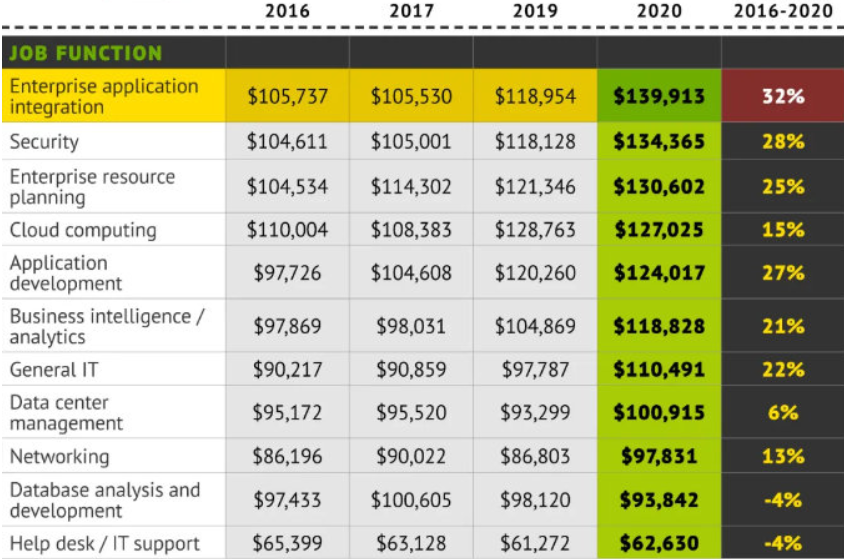 2016 2017 2019 2020 2016-2020
JOB FUNCTION
Enterprise application
integration $105,737 $105,530 $118,954 $139,913 32%
Security $104,611 $105,001 $118,128 $134,365 28%
Enterprise resource
planning $104,534 $114,302 $121,346 $130,602 25%
Cloud computing $110,004 $108,383 $128,763 $127,025 15%
Application
development $97,726 $104,608 $120,260 $124,017 27%
Business intelligence /
analytics $97,869 $98,031 $104,869 $118,828 21%
General IT $90,217 $90,859 $97,787 $110,491 22%
Data center
management $95,172 $95,520 $93,299 $100,915 6%
Networking $86,196 $90,022 $86,803 $97,831 13%
Database analysis and
development $97,433 $100,605 $98,120 $93,842 -4%
Help desk / IT support $65,399 $63,128 $61,272 $62,630 -4%